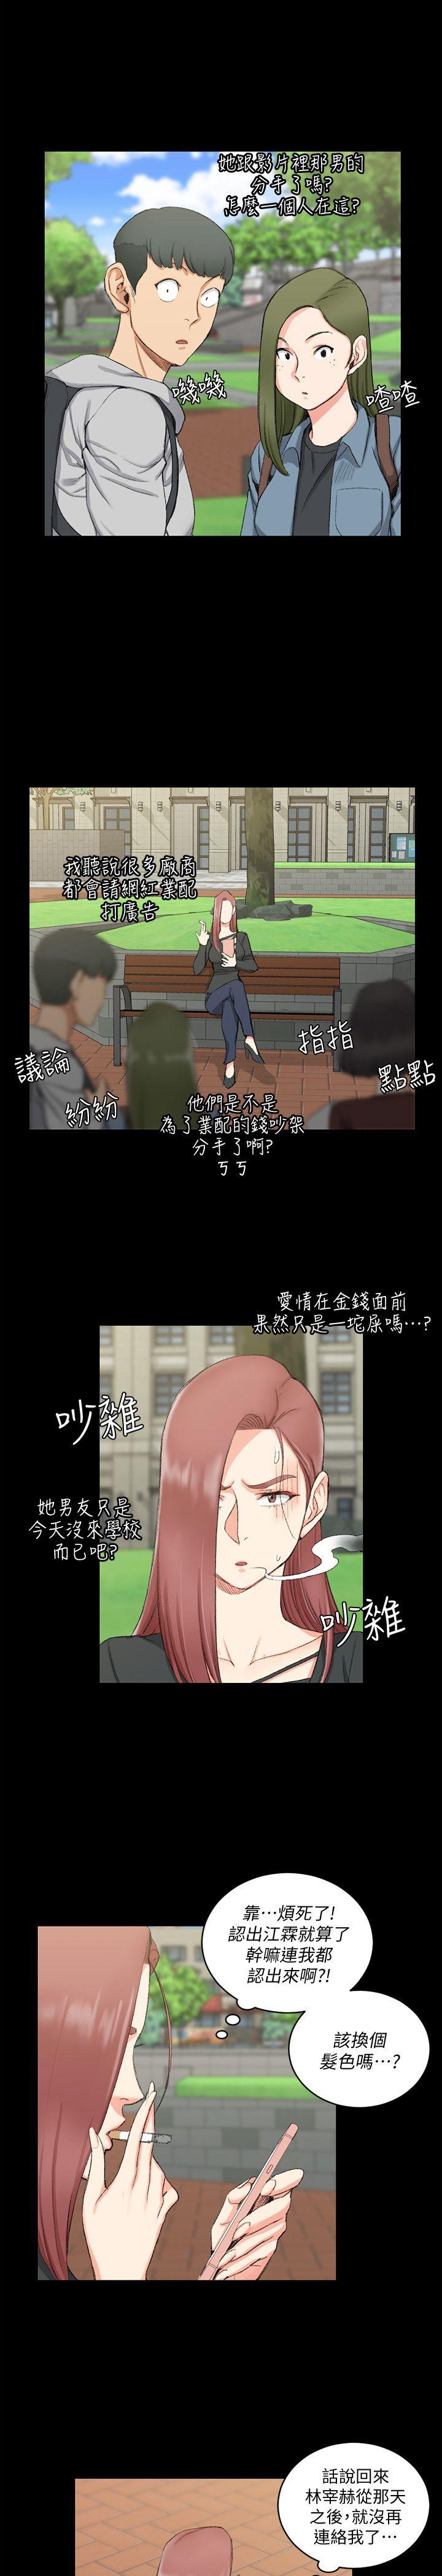 她跟影片裡那男的
分手了嗎?
怎麼一個人在這?
嘰嘰
喳喳
我聽說很多廠商
都會請網紅業配
打廣告
指指
點點
議論
紛紛
他們是不是
為了業配的錢吵架
分手了啊?
ㄎㄎ
愛情在金錢面前
果然只是一坨屎嗎…?
吵雜
她男友只是
今天沒來學校
而已吧?
吵雜
靠…煩死了!
認出江霖就算了
幹嘛連我都
認出來啊?!
該換個
髮色嗎…?
話說回來
林宰赫從那天
之後,就沒再
連絡我了…